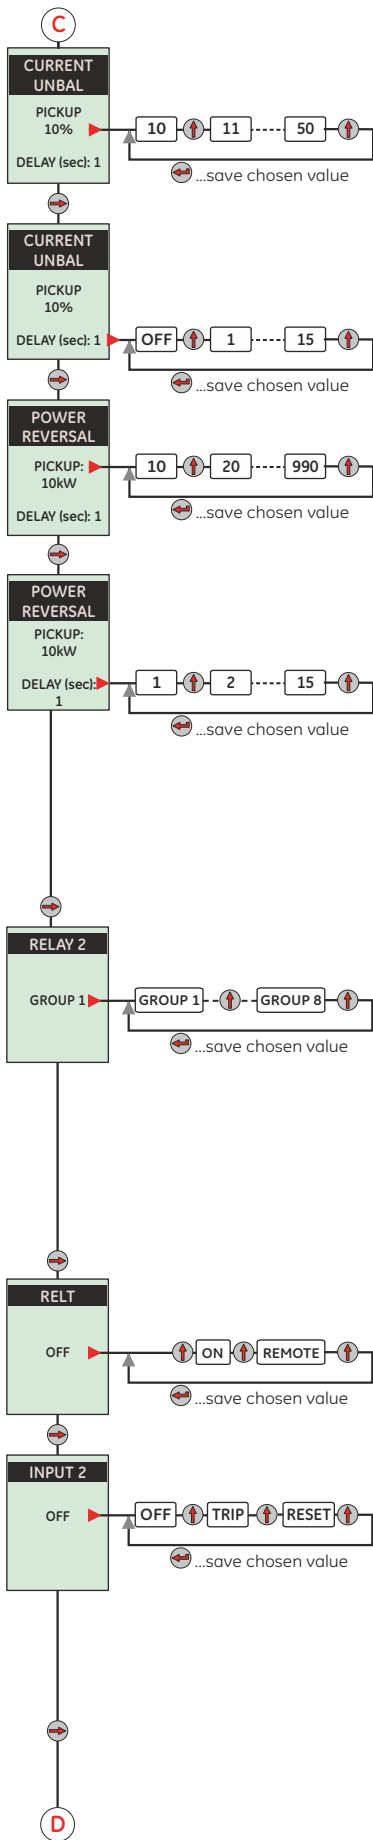 C
CURRENT
UNBAL
PICKUP
10%
DELAY (sec): 1
10 11 50
...save chosen value
CURRENT
UNBAL
PICKUP
10%
DELAY (sec): 1
OFF 1 15
...save chosen value
POWER
REVERSAL
PICKUP:
10kW
DELAY (sec): 1
10 20 990
...save chosen value
POWER
REVERSAL
PICKUP:
10kW
DELAY (sec):
1
1 2 15
...save chosen value
RELAY 2
GROUP 1
GROUP 1 GROUP 8
...save chosen value
RELT
OFF
ON REMOTE
...save chosen value
INPUT 2
OFF
OFF TRIP RESET
...save chosen value
D